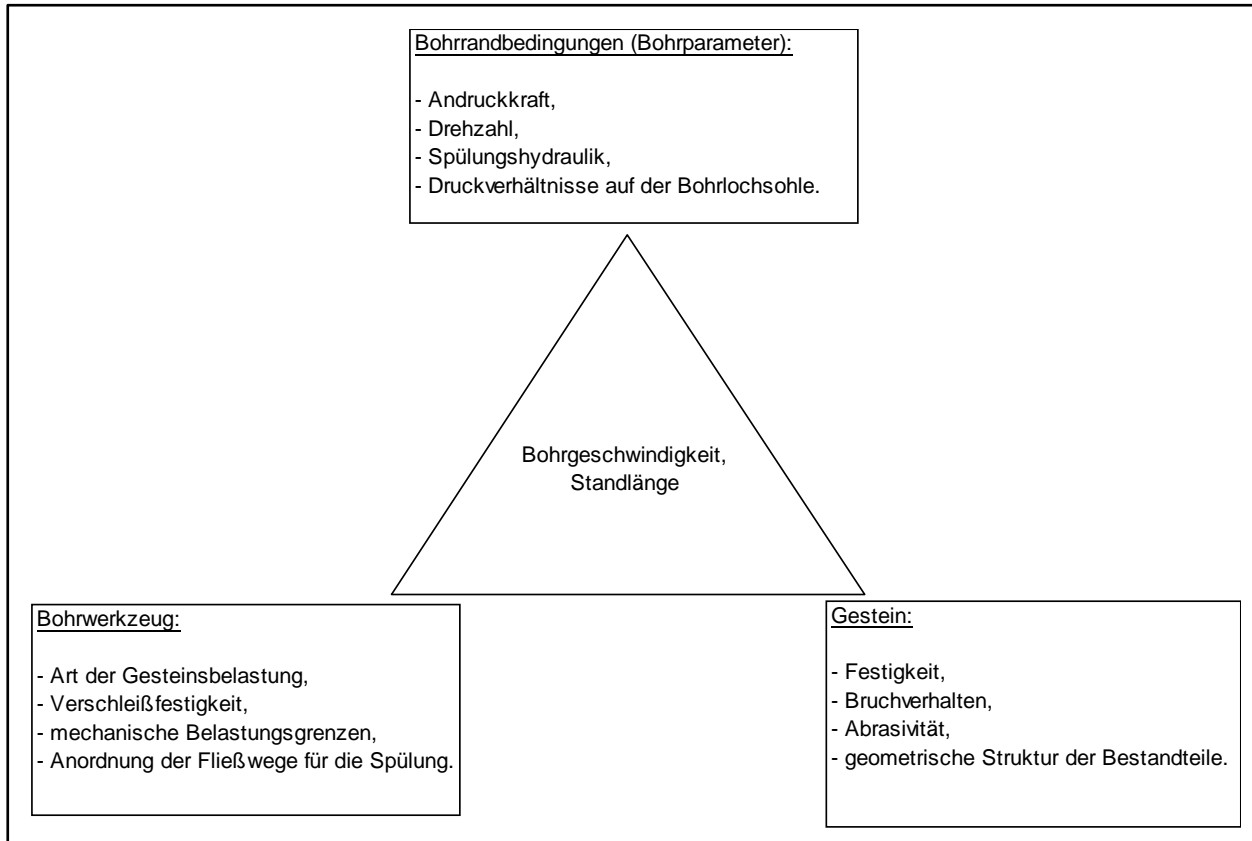 Bohrrandbedingungen (Bohrparameter):
- Andruckkraft,
- Drehzahl,
- Spülungshydraulik,
- Druckverhältnisse auf der Bohrlochsohle.
Bohrgeschwindigkeit,
Standlänge
Bohrwerkzeug:
- Art der Gesteinsbelastung,
- Verschleißfestigkeit,
- mechanische Belastungsgrenzen,
- Anordnung der Fließwege für die Spülung.
Gestein:
- Festigkeit,
- Bruchverhalten,
- Abrasivität,
- geometrische Struktur der Bestandteile.